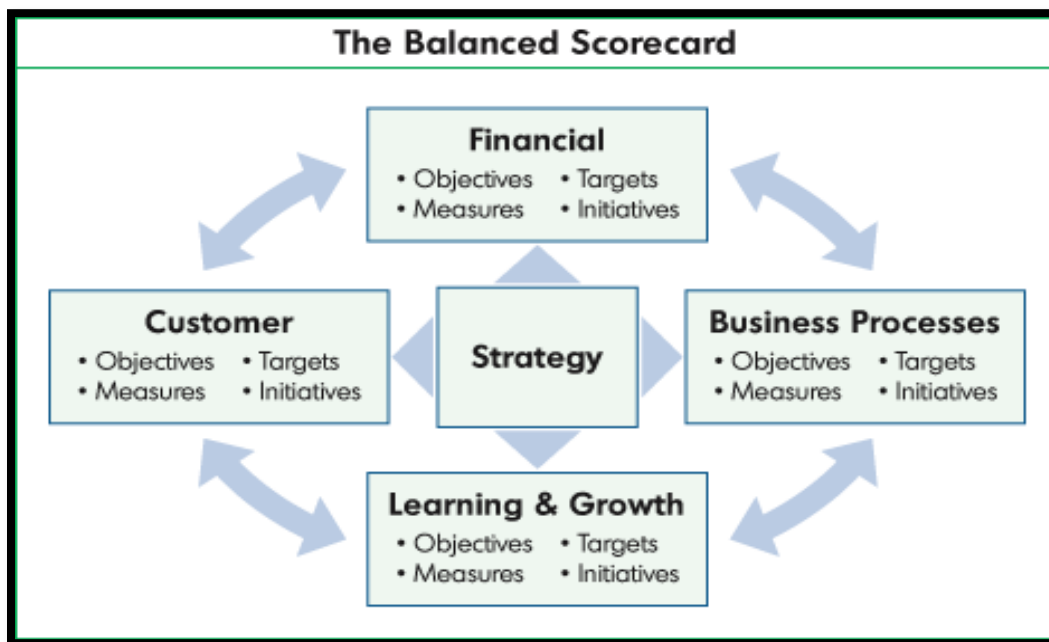 The Balanced Scorecard
Financial
• Objectives • Targets
• Measures • Initiatives
Customer
• Objectives • Targets
• Measures • Initiatives
Strategy
Business Processes
• Objectives • Targets
• Measures • Initiatives
Learning & Growth
• Objectives • Targets
• Measures • Initiatives